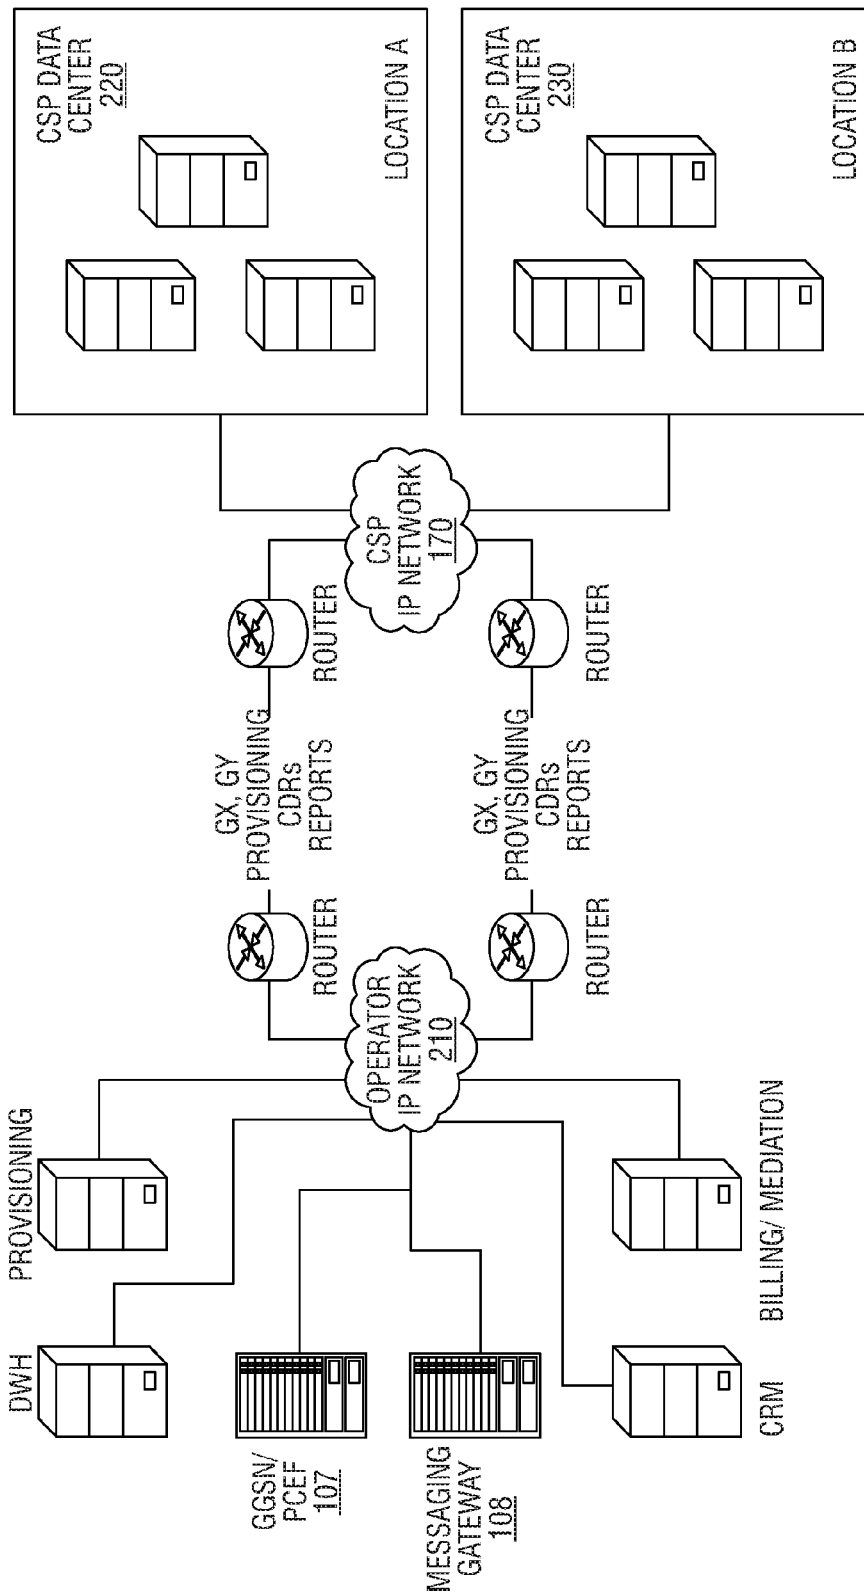 DWH
PROVISIONING
GGSN/
PCEF
107
MESSAGING
GATEWAY
108
CRM
BILLING/ MEDIATION
OPERATOR
IP NETWORK
210
ROUTER
ROUTER
GX, GY
PROVISIONING
CDRs
REPORTS
GX, GY
PROVISIONING
CDRs
REPORTS
ROUTER
ROUTER
CSP
IP NETWORK
170
CSP DATA
CENTER
220
LOCATION A
CSP DATA
CENTER
230
LOCATION B